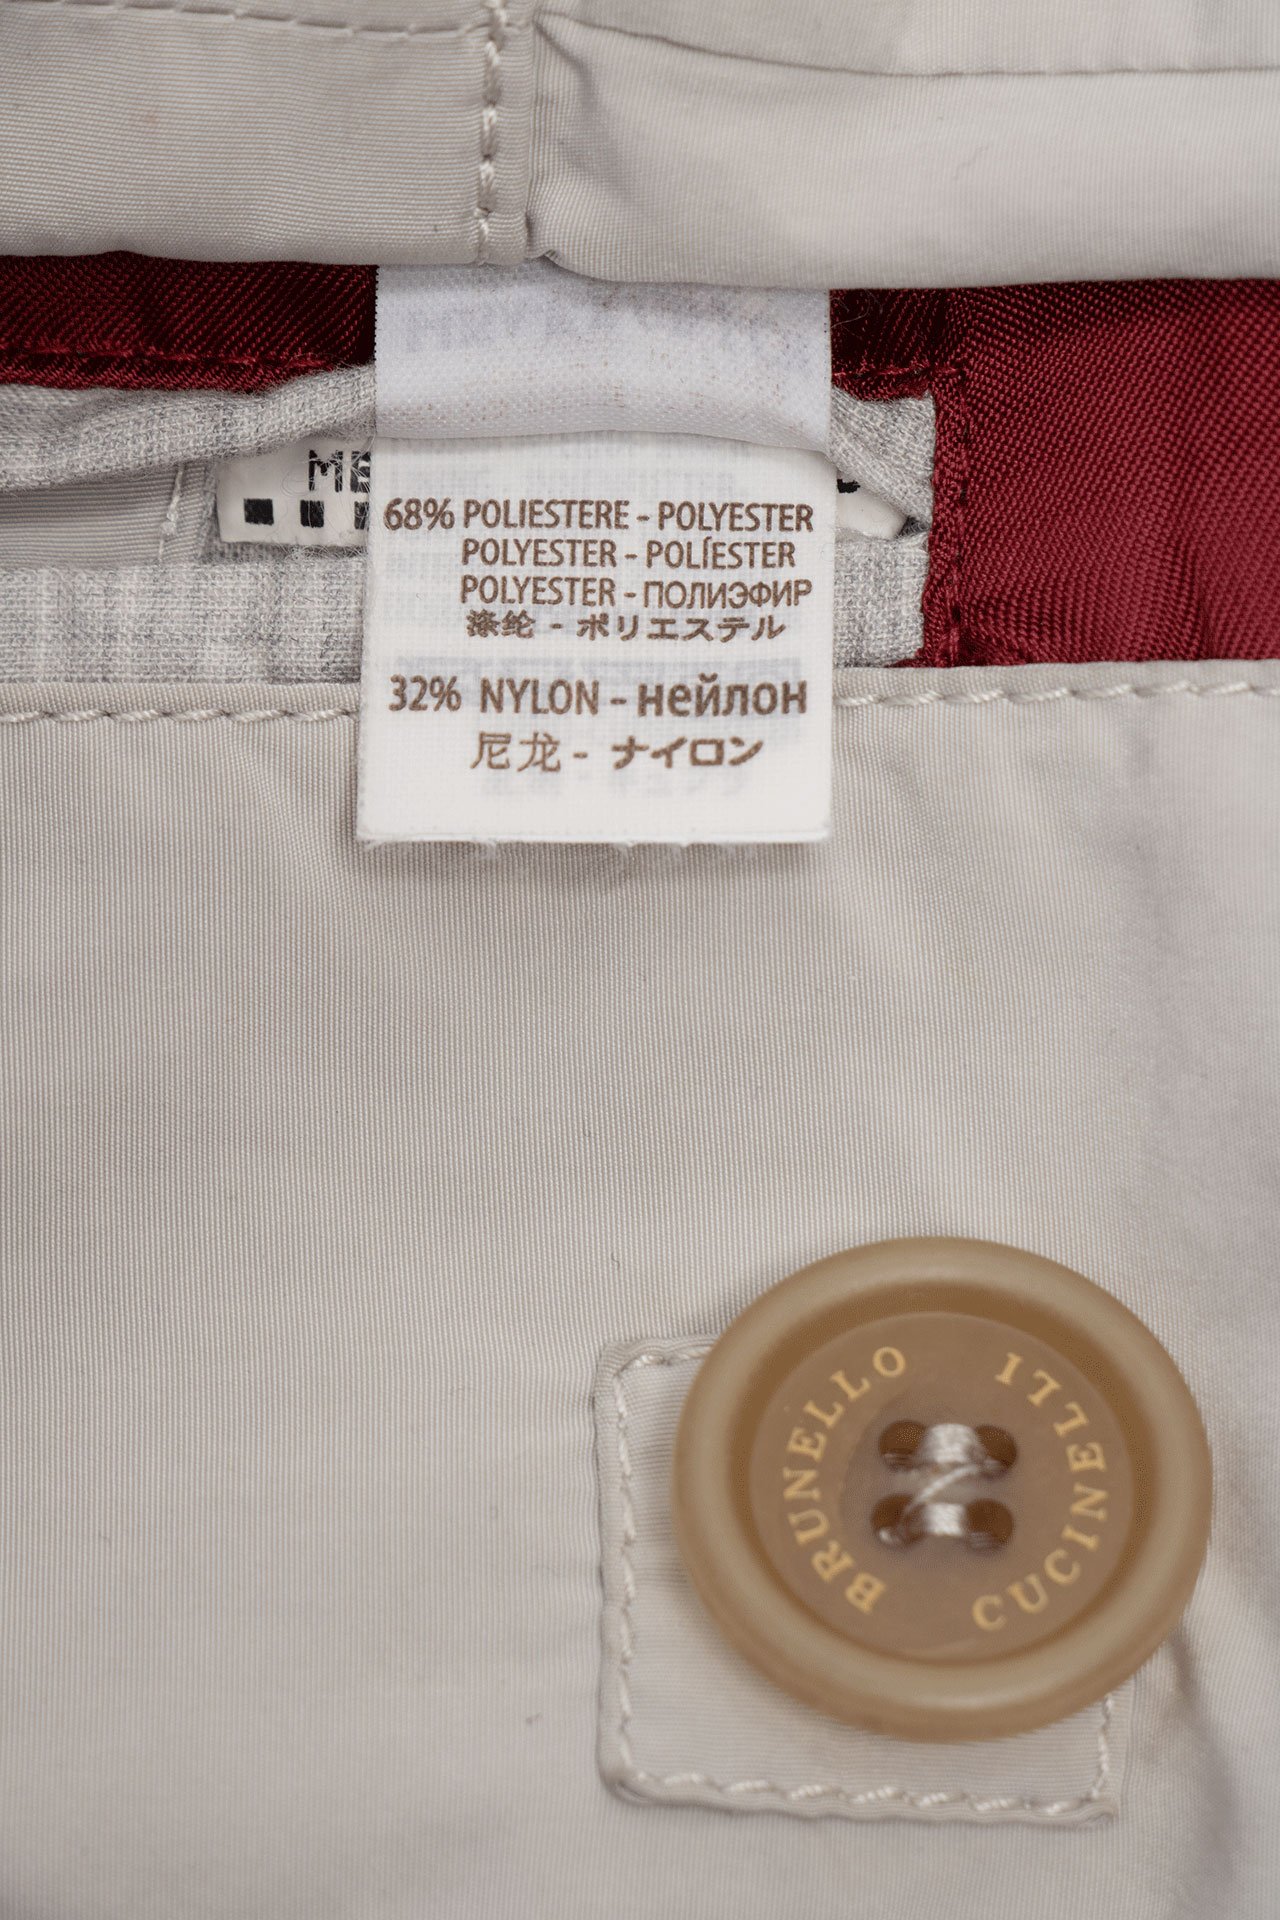 ME
68% POLIESTERE - POLYESTER
POLYESTER - POLÍESTER
POLYESTER - ПОЛИЭФИР
涤纶 - ポリエステル
32% NYLON - нейлон
尼龙 - ナイロン
BRUNELLO CUCINELLI